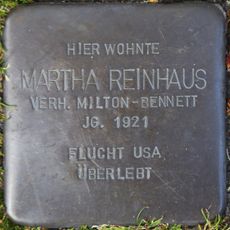 HIER WOHNTE
MARTHA REINHAUS
VERH. MILTON-BENNETT
JG. 1921
FLUCHT USA
ÜBERLEBT